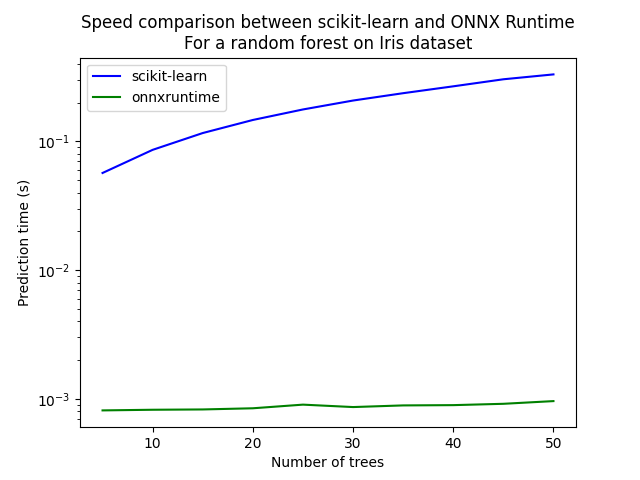 Speed comparison between scikit-learn and ONNX Runtime
For a random forest on Iris dataset
scikit-learn
onnxruntime
10⁻¹
10⁻²
10⁻³
Prediction time (s)
10 20 30 40 50
Number of trees